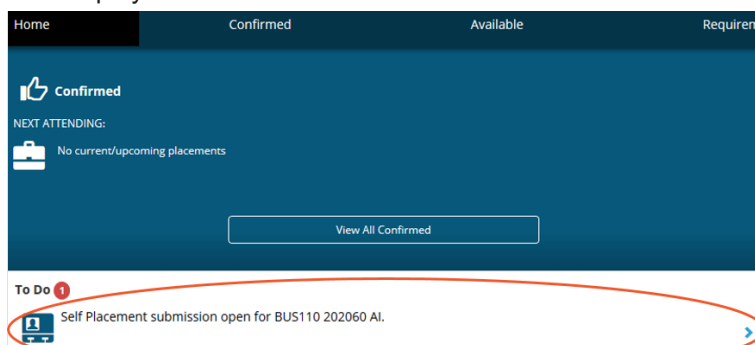 Home Confirmed Available
Confirmed
NEXT ATTENDING:
No current/upcoming placements
View All Confirmed
To Do 1
Self Placement submission open for BUS110 202060 AI.